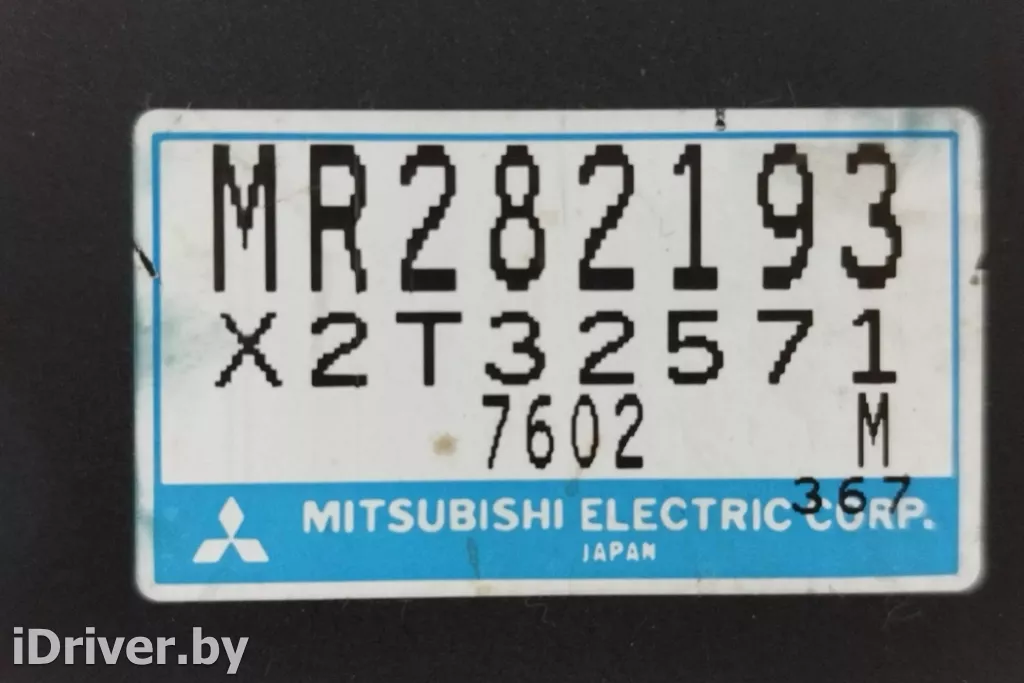 MR282193
X2T32571
7602 M
367
MITSUBISHI ELECTRIC CORP.
JAPAN
iDriver.by